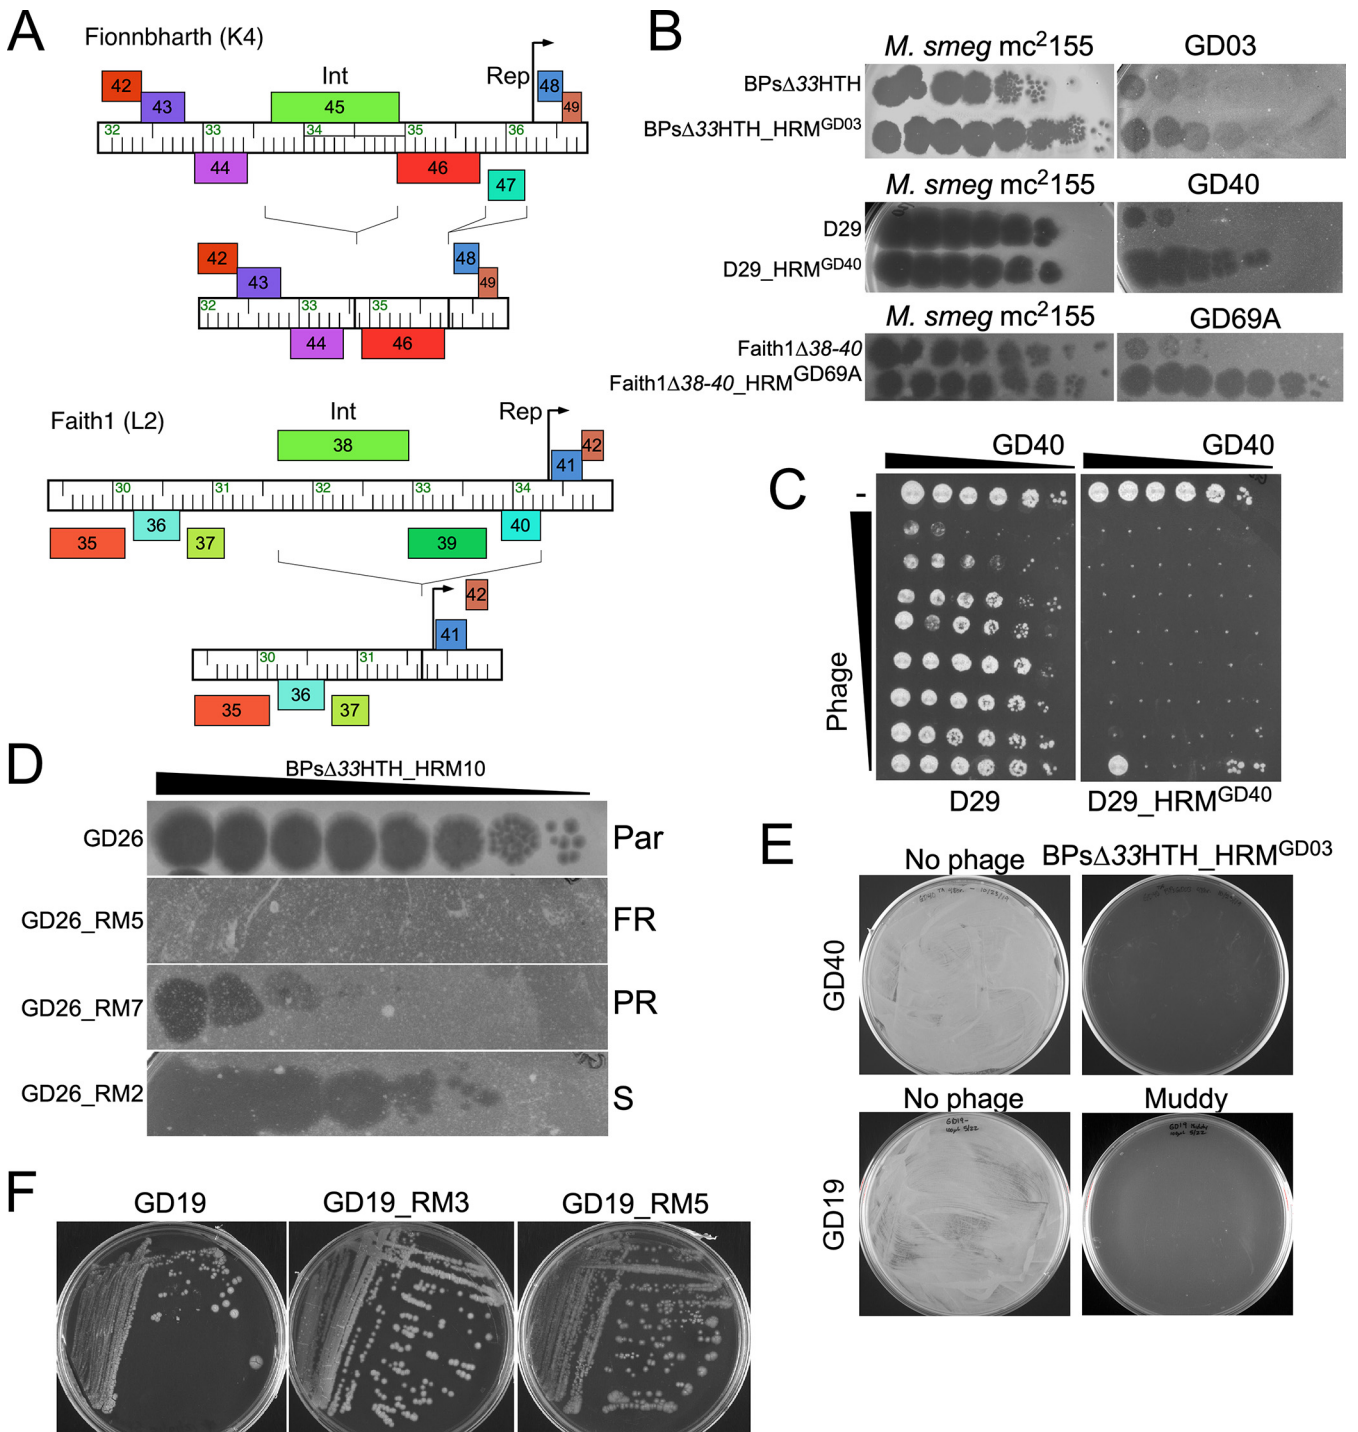 A
Fionnbharth (K4)
Int
Rep
42
43
45
48
49
32
33
34
35
36
44
46
47
42
43
48
49
32
33
35
44
46
Faith1 (L2)
Int
Rep
38
42
41
30
31
32
33
34
35
36
37
39
40
42
41
30
31
35
36
37
B
M. smeg mc²155
GD03
BPsΔ33HTH
BPsΔ33HTH_HRM^GD03
M. smeg mc²155
GD40
D29
D29_HRM^GD40
M. smeg mc²155
GD69A
Faith1Δ38-40
Faith1Δ38-40_HRM^GD69A
C
GD40
GD40
-
Phage
D29
D29_HRM^GD40
D
BPsΔ33HTH_HRM10
GD26
Par
GD26_RM5
FR
GD26_RM7
PR
GD26_RM2
S
E
No phage
BPsΔ33HTH_HRM^GD03
GD40
No phage
Muddy
GD19
F
GD19
GD19_RM3
GD19_RM5